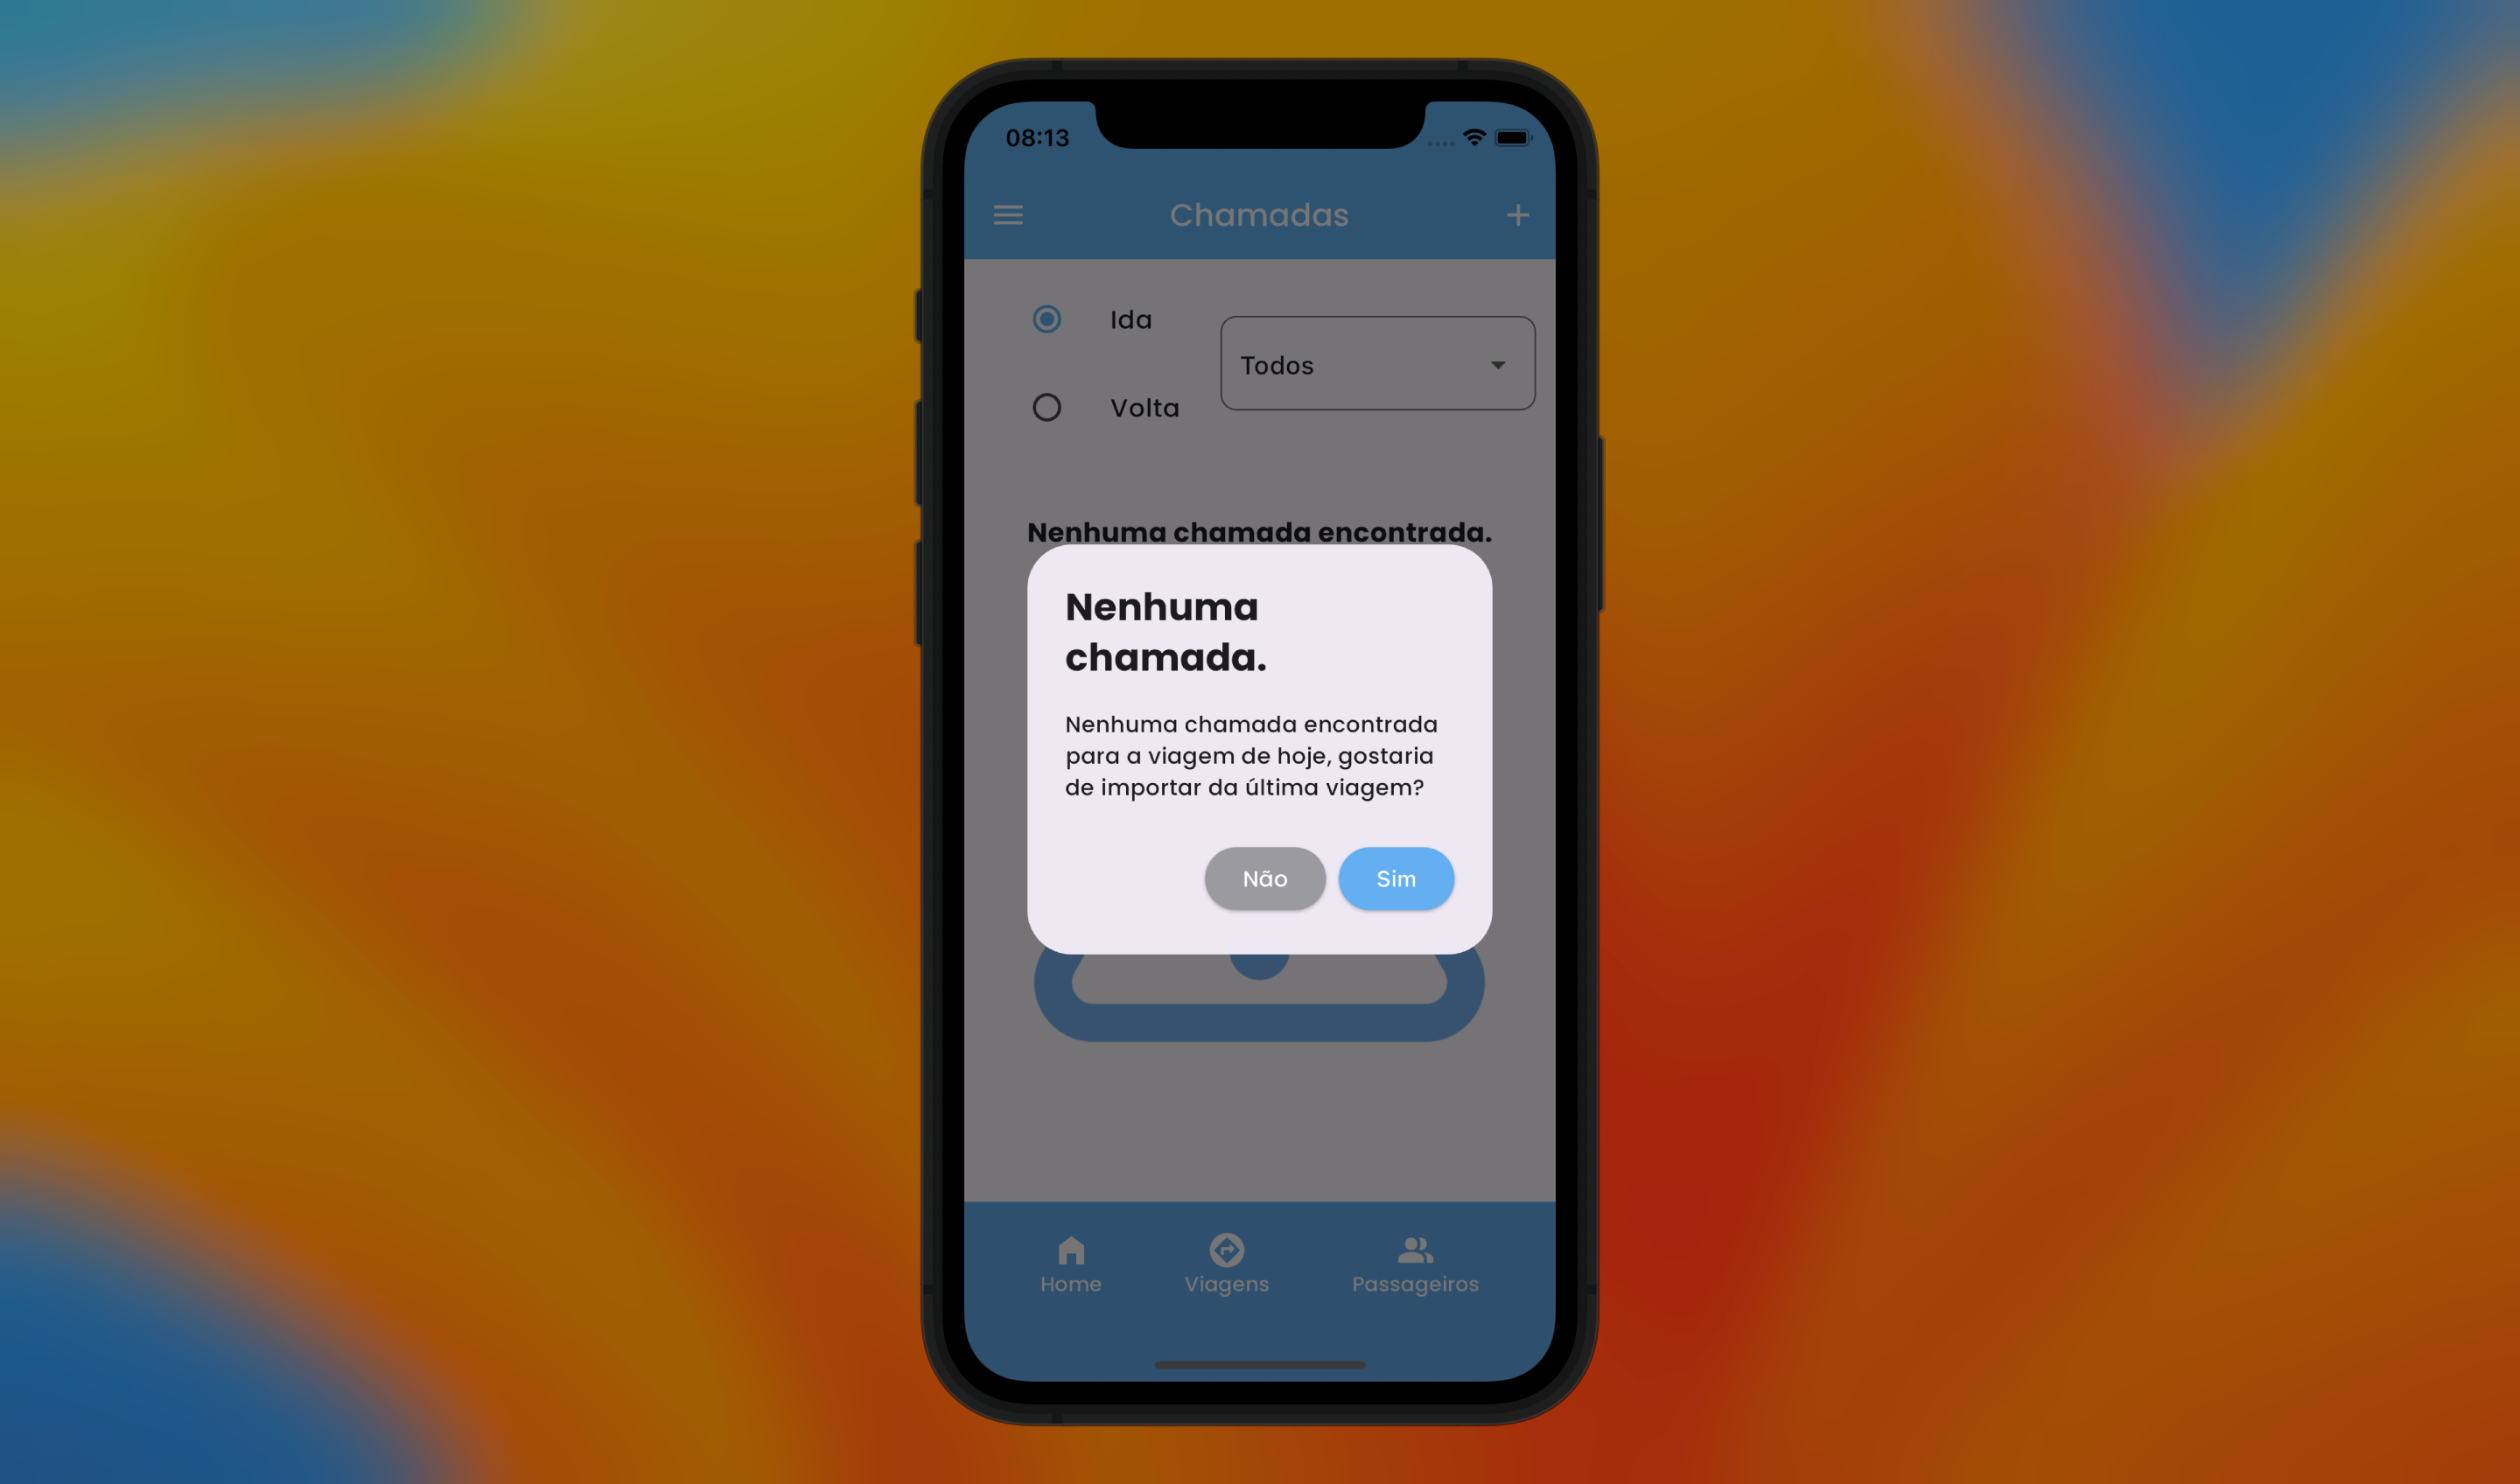 08:13
Chamadas
Ida
Todos
Volta
Nenhuma chamada encontrada.
Nenhuma
chamada.
Nenhuma chamada encontrada
para a viagem de hoje, gostaria
de importar da última viagem?
Não Sim
Home Viagens Passageiros